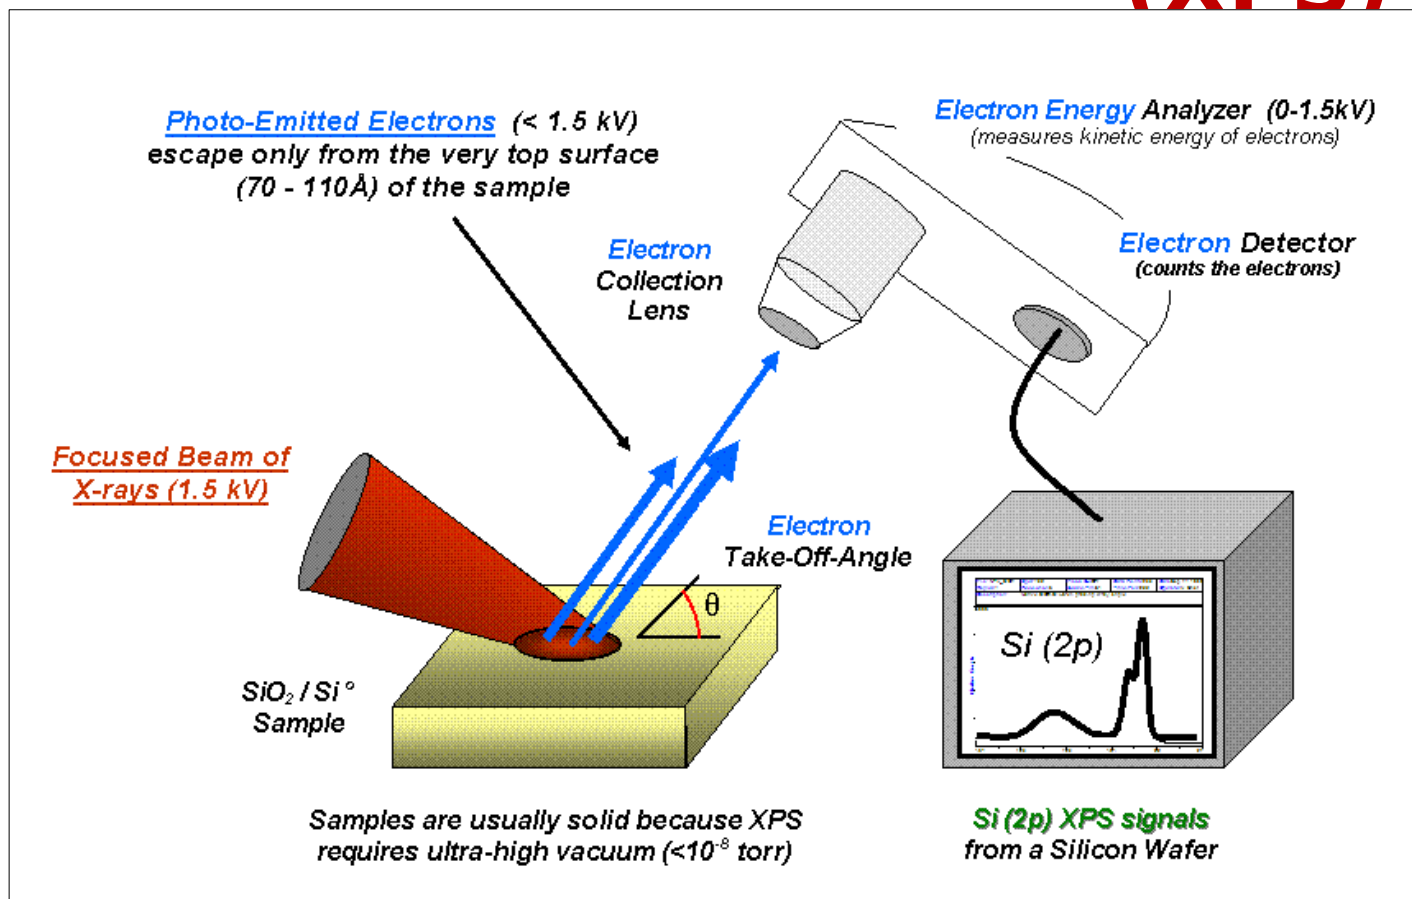 (XPS)
Photo-Emitted Electrons (< 1.5 kV)
escape only from the very top surface
(70 - 110Å) of the sample
Electron Energy Analyzer (0-1.5kV)
(measures kinetic energy of electrons)
Electron
Collection
Lens
Electron Detector
(counts the electrons)
Focused Beam of
X-rays (1.5 kV)
Electron
Take-Off-Angle
θ
SiO₂ / Si°
Sample
Si (2p)
Samples are usually solid because XPS
requires ultra-high vacuum (<10⁻⁸ torr)
Si (2p) XPS signals
from a Silicon Wafer